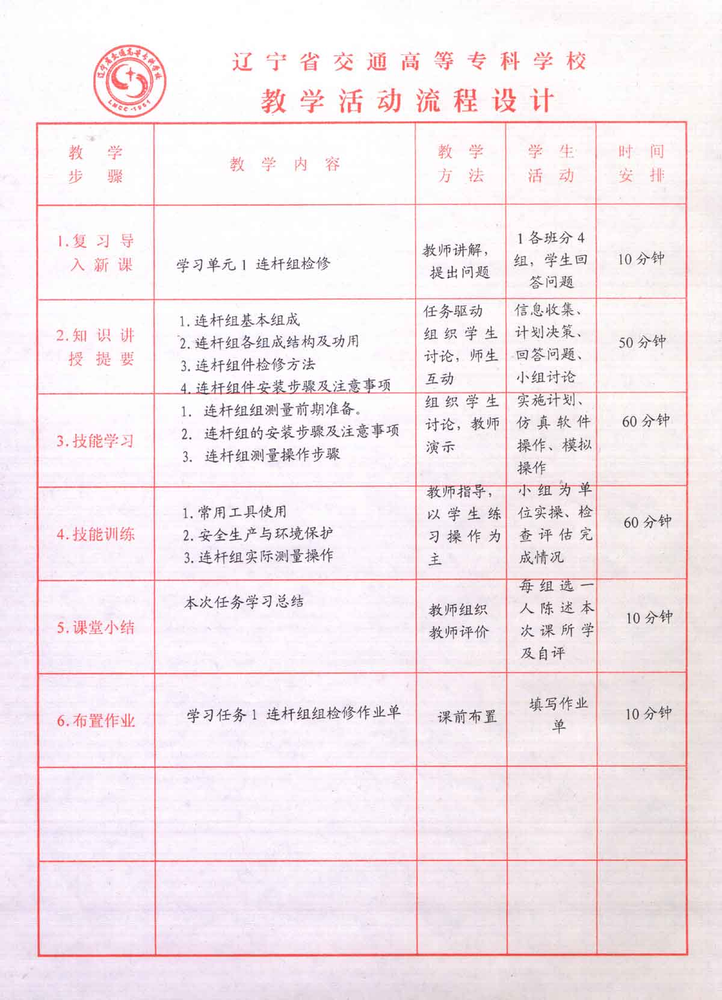 辽宁省交通高等专科学校
LNCC-1951
辽宁省交通高等专科学校
教学活动流程设计
教 学
步 骤
教 学 内 容
教 学
方 法
学 生
活 动
时 间
安 排
1.复 习 导
入 新 课
学习单元1 连杆组检修
教师讲解，
提出问题
1 各班分 4
组，学生回
答问题
10 分钟
2.知 识 讲
授 提 要
1.连杆组基本组成
2.连杆组各组成结构及功用
3.连杆组件检修方法
4.连杆组件安装步骤及注意事项
任务驱动
组织学生
讨论，师生
互动
信息收集、
计划决策、
回答问题、
小组讨论
50 分钟
3.技能学习
1. 连杆组组测量前期准备。
2. 连杆组的安装步骤及注意事项
3. 连杆组测量操作步骤
组织学生
讨论，教师
演示
实施计划、
仿真软件
操作、模拟
操作
60 分钟
4.技能训练
1.常用工具使用
2.安全生产与环境保护
3.连杆组实际测量操作
教师指导，
以学生练
习操作为
主
小组为单
位实操、检
查评估完
成情况
60 分钟
5.课堂小结
本次任务学习总结
教师组织
教师评价
每组选一
人陈述本
次课所学
及自评
10 分钟
6.布置作业
学习任务1 连杆组组检修作业单
课前布置
填写作业
单
10 分钟